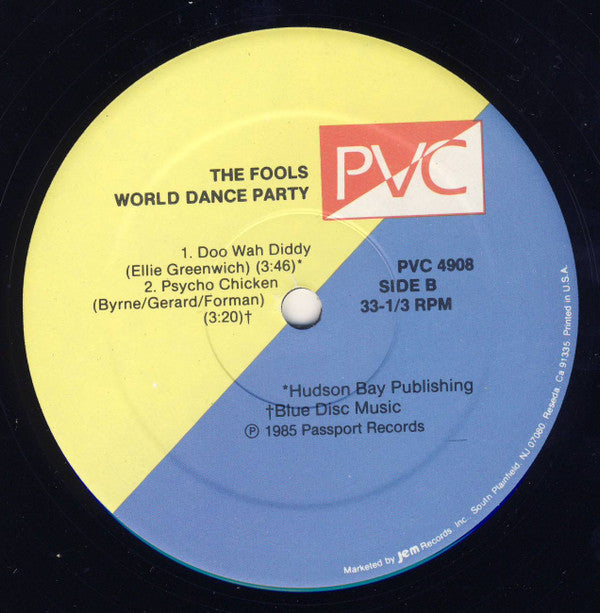 THE FOOLS
WORLD DANCE PARTY
PVC
1. Doo Wah Diddy
(Ellie Greenwich) (3:46)*
2. Psycho Chicken
(Byrne/Gerard/Forman)
(3:20)†
PVC 4908
SIDE B
33-1/3 RPM
*Hudson Bay Publishing
†Blue Disc Music
Ⓟ 1985 Passport Records
Marketed by Jem Records, Inc. South Plainfield, NJ 07080 Reseda, Ca 91335 Printed in U.S.A.